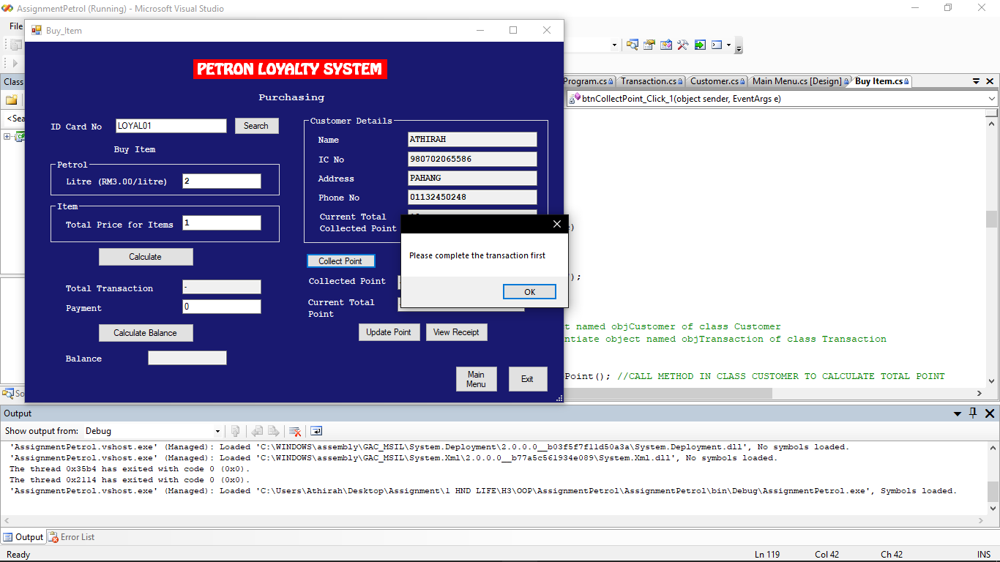 AssignmentPetrol (Running) - Microsoft Visual Studio
File
Buy_Item
PETRON LOYALTY SYSTEM
Purchasing
ID Card No
LOYAL01
Search
Buy Item
Petrol
Litre (RM3.00/litre)
2
Item
Total Price for Items
1
Calculate
Total Transaction
-
Payment
0
Calculate Balance
Balance
Customer Details
Name
ATHIRAH
IC No
980702065586
Address
PAHANG
Phone No
01132450248
Current Total
Collected Point
Collect Point
Collected Point
Current Total
Point
Update Point
View Receipt
Main
Menu
Exit
Please complete the transaction first
OK
Class
<Sea
So
Program.cs
Transaction.cs
Customer.cs
Main Menu.cs [Design]
Buy Item.cs
btnCollectPoint_Click_1(object sender, EventArgs e)
)
);
t named objCustomer of class Customer
ntiate object named objTransaction of class Transaction
Point(); //CALL METHOD IN CLASS CUSTOMER TO CALCULATE TOTAL POINT
Output
Show output from:
Debug
'AssignmentPetrol.vshost.exe' (Managed): Loaded 'C:\WINDOWS\assembly\GAC_MSIL\System.Deployment\2.0.0.0__b03f5f7f11d50a3a\System.Deployment.dll', No symbols loaded.
'AssignmentPetrol.vshost.exe' (Managed): Loaded 'C:\WINDOWS\assembly\GAC_MSIL\System.Xml\2.0.0.0__b77a5c561934e089\System.Xml.dll', No symbols loaded.
The thread 0x35b4 has exited with code 0 (0x0).
The thread 0x2114 has exited with code 0 (0x0).
'AssignmentPetrol.vshost.exe' (Managed): Loaded 'C:\Users\Athirah\Desktop\Assignment\1 HND LIFE\H3\OOP\AssignmentPetrol\AssignmentPetrol\bin\Debug\AssignmentPetrol.exe', Symbols loaded.
Output
Error List
Ready
Ln 119
Col 42
Ch 42
INS